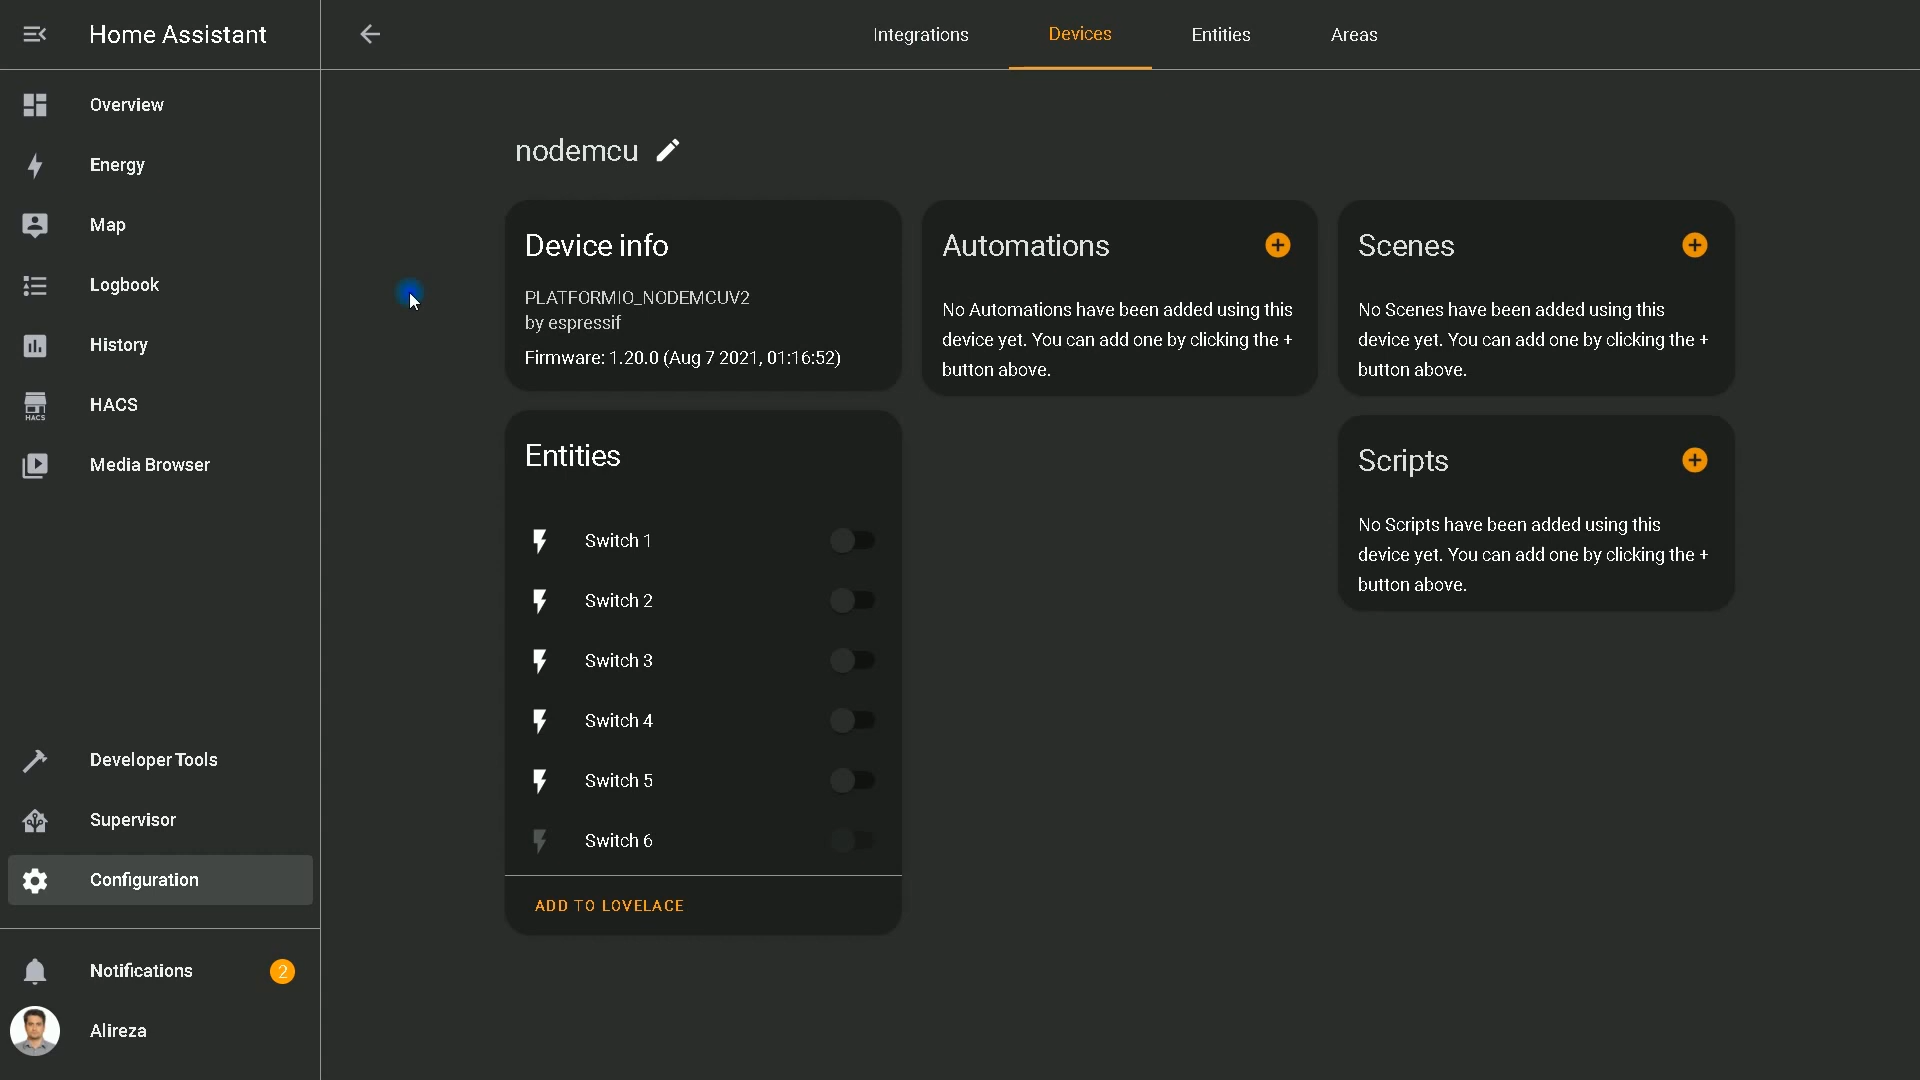 Home Assistant
Integrations
Devices
Entities
Areas
Overview
Energy
Map
Logbook
History
HACS
HACS
Media Browser
Developer Tools
Supervisor
Configuration
Notifications
2
Alireza
nodemcu
Device info
PLATFORMIO_NODEMCUV2
by espressif
Firmware: 1.20.0 (Aug 7 2021, 01:16:52)
Entities
Switch 1
Switch 2
Switch 3
Switch 4
Switch 5
Switch 6
ADD TO LOVELACE
Automations
No Automations have been added using this
device yet. You can add one by clicking the +
button above.
Scenes
No Scenes have been added using this
device yet. You can add one by clicking the +
button above.
Scripts
No Scripts have been added using this
device yet. You can add one by clicking the +
button above.